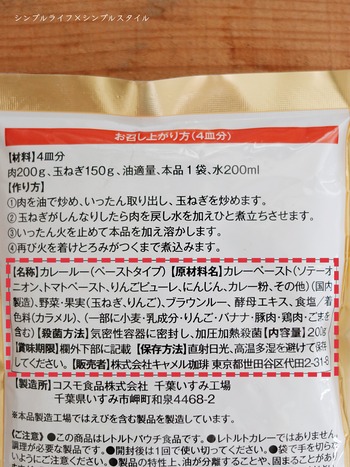 シンプルライフ×シンプルスタイル
お召し上がり方(4皿分)
【材料】4皿分
肉200g、玉ねぎ150g、油適量、本品1袋、水200ml
【作り方】
①肉を油で炒め、いったん取り出し、玉ねぎを炒めます。
②玉ねぎがしんなりしたら肉を戻し水を加えひと煮立ちさせます。
③いったん火を止めて本品を加え溶かします。
④再び火を着けとろみがつくまで煮込みます。
【名称】カレールー(ペーストタイプ)【原材料名】カレーペースト(ソテーオ
ニオン、トマトペースト、りんごピューレ、にんじん、カレー粉、その他)(国内
製造)、野菜・果実(玉ねぎ、りんご)、ブラウンルー、酵母エキス、食塩/着
色料(カラメル)、(一部に小麦・乳成分・りんご・バナナ・豚肉・鶏肉・ごまを
含む)【殺菌方法】気密性容器に密封し、加圧加熱殺菌【内容量】200g
【賞味期限】欄外下部に記載【保存方法】直射日光、高温多湿を避けて保存
してください。【販売者】株式会社キャメル珈琲 東京都世田谷区代田2-31-8
【製造所】コスモ食品株式会社 千葉いすみ工場
千葉県いすみ市岬町和泉4468-2
※本品製造工場ではえびを含む製品を製造しています。
《ご注意》●この商品はレトルトパウチ食品です。●レトルトカレーではありません。
調理が必要です。●開封後は1回で使い切ってください。●袋で手を切らな
いようにご注意ください。●製品の特性上、油が分離することや、固まることがあり